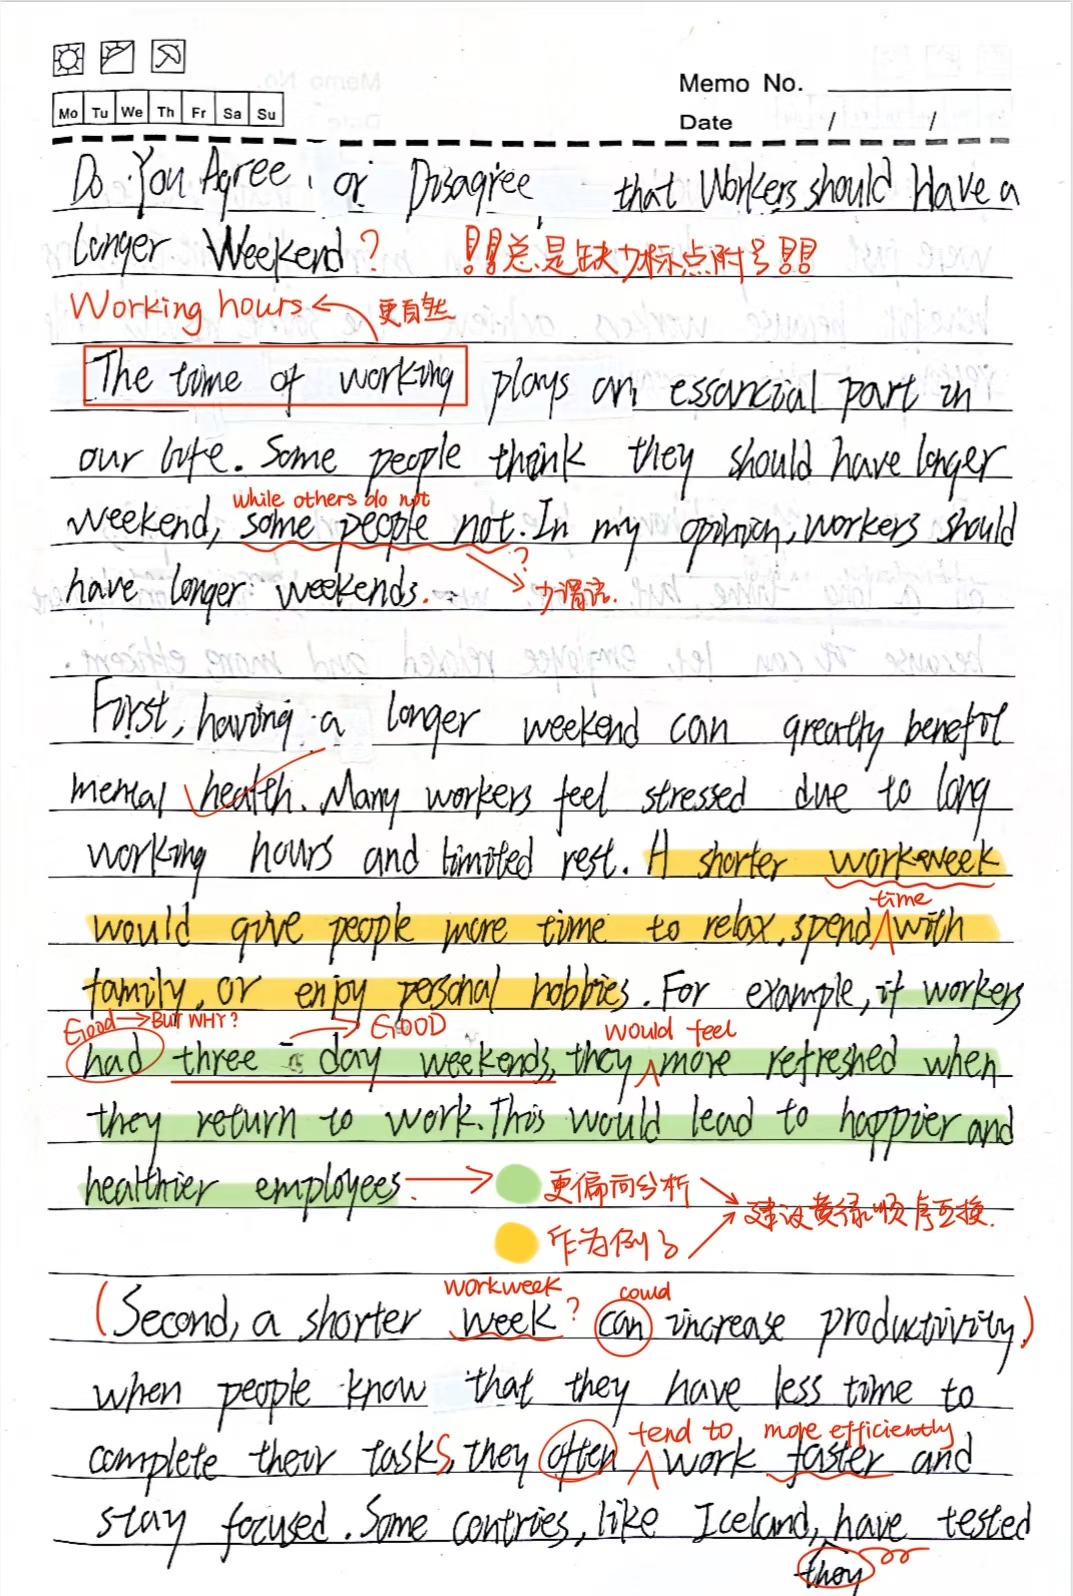 Memo No.
Mo Tu We Th Fr Sa Su
Date / /
Do You Agree or Disagree that Workers should Have a
Longer Weekend?
!!!总是缺少标点附号!!!
Working hours ← 更自然
The time of working plays an essancial part in
our life. Some people think they should have longer
while others do not
weekend, some people not. In my opinion, workers should
?
have longer weekends.
少谓语.
First, having a longer weekend can greatly benefit
mental health. Many workers feel stressed due to long
working hours and limited rest. A shorter workweek
time
would give people more time to relax, spend with
family, or enjoy personal hobbies. For example, if workers
Good → BUT WHY? → GOOD would feel
had three-day weekends, they more refreshed when
they return to work. This would lead to happier and
healthier employees.
更偏向分析
建议黄绿顺序互换.
作为例子
workweek ? could
(Second, a shorter week can increase productivity.)
when people know that they have less time to
tend to more efficiently
complete their tasks, they often work faster and
stay focused. Some contries, like Iceland, have tested
they